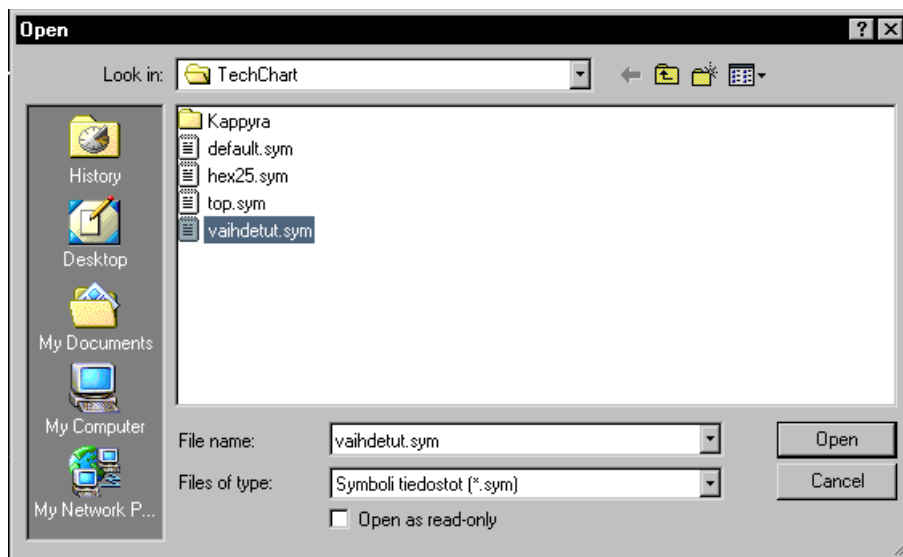 Open
Look in: TechChart
History
Desktop
My Documents
My Computer
My Network P...
Kappyra
default.sym
hex25.sym
top.sym
vaihdetut.sym
File name: vaihdetut.sym Open
Files of type: Symboli tiedostot (*.sym) Cancel
Open as read-only